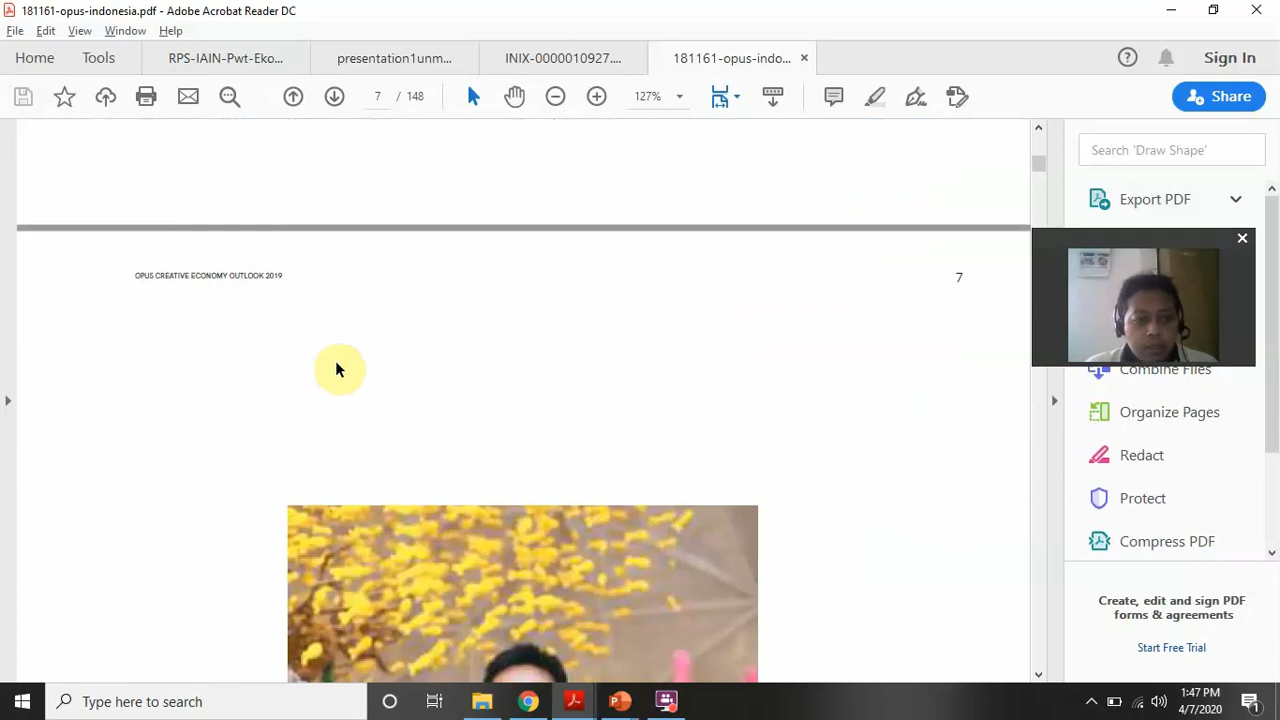 181161-opus-indonesia.pdf - Adobe Acrobat Reader DC
File Edit View Window Help
Home Tools RPS-IAIN-Pwt-Eko... presentation1unm... INIX-0000010927.... 181161-opus-indo... Sign In
7 / 148 127% Share
Search 'Draw Shape'
Export PDF
OPUS CREATIVE ECONOMY OUTLOOK 2019 7
Combine Files
Organize Pages
Redact
Protect
Compress PDF
Create, edit and sign PDF
forms & agreements
Start Free Trial
Type here to search 1:47 PM
4/7/2020